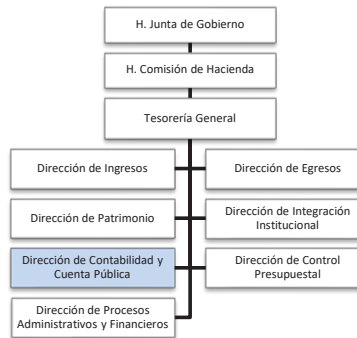 H. Junta de Gobierno
H. Comisión de Hacienda
Tesorería General
Dirección de Ingresos
Dirección de Egresos
Dirección de Patrimonio
Dirección de Integración
Institucional
Dirección de Contabilidad y
Cuenta Pública
Dirección de Control
Presupuestal
Dirección de Procesos
Administrativos y Financieros